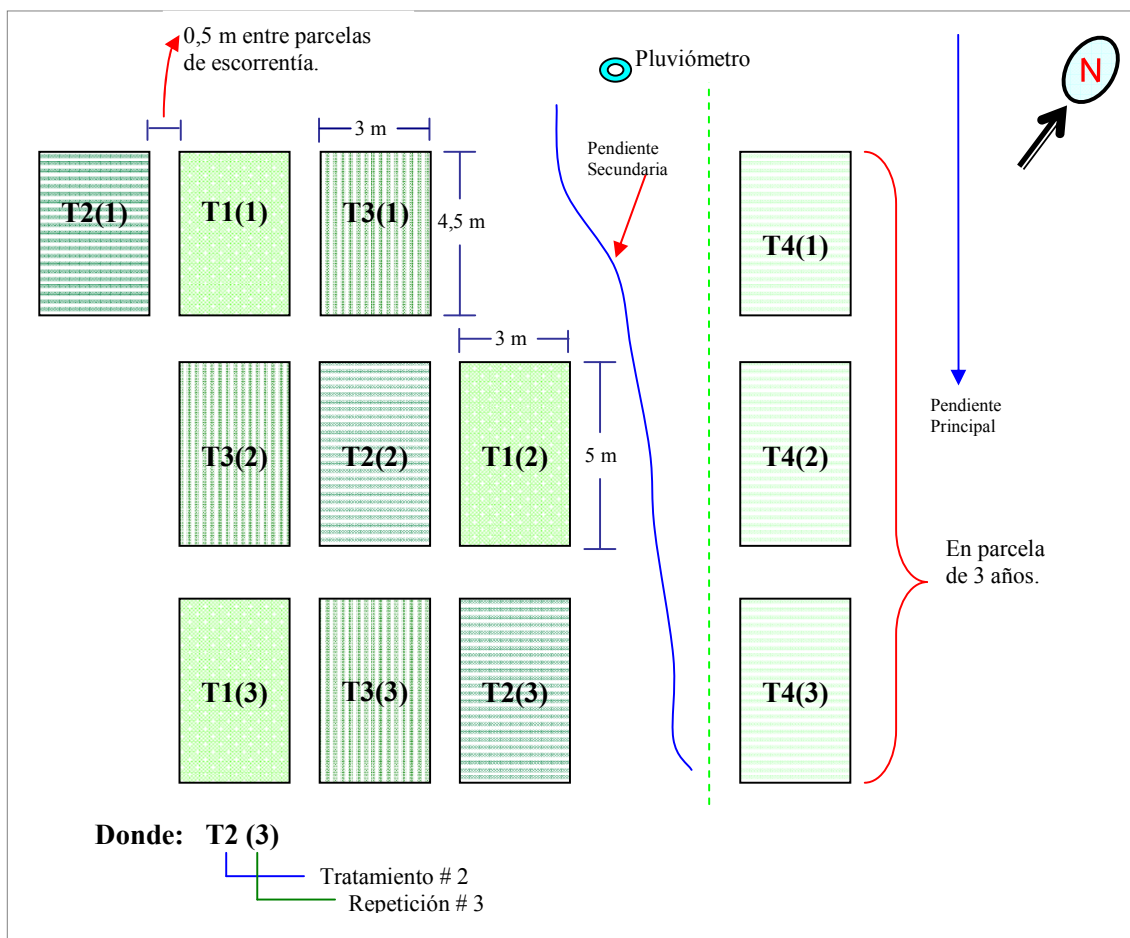 0,5 m entre parcelas
de escorrentía.
Pluviómetro
N
3 m
Pendiente
Secundaria
T2(1)
T1(1)
T3(1)
4,5 m
T4(1)
3 m
Pendiente
Principal
T3(2)
T2(2)
T1(2)
5 m
T4(2)
En parcela
de 3 años.
T1(3)
T3(3)
T2(3)
T4(3)
Donde: T2 (3)
Tratamiento # 2
Repetición # 3